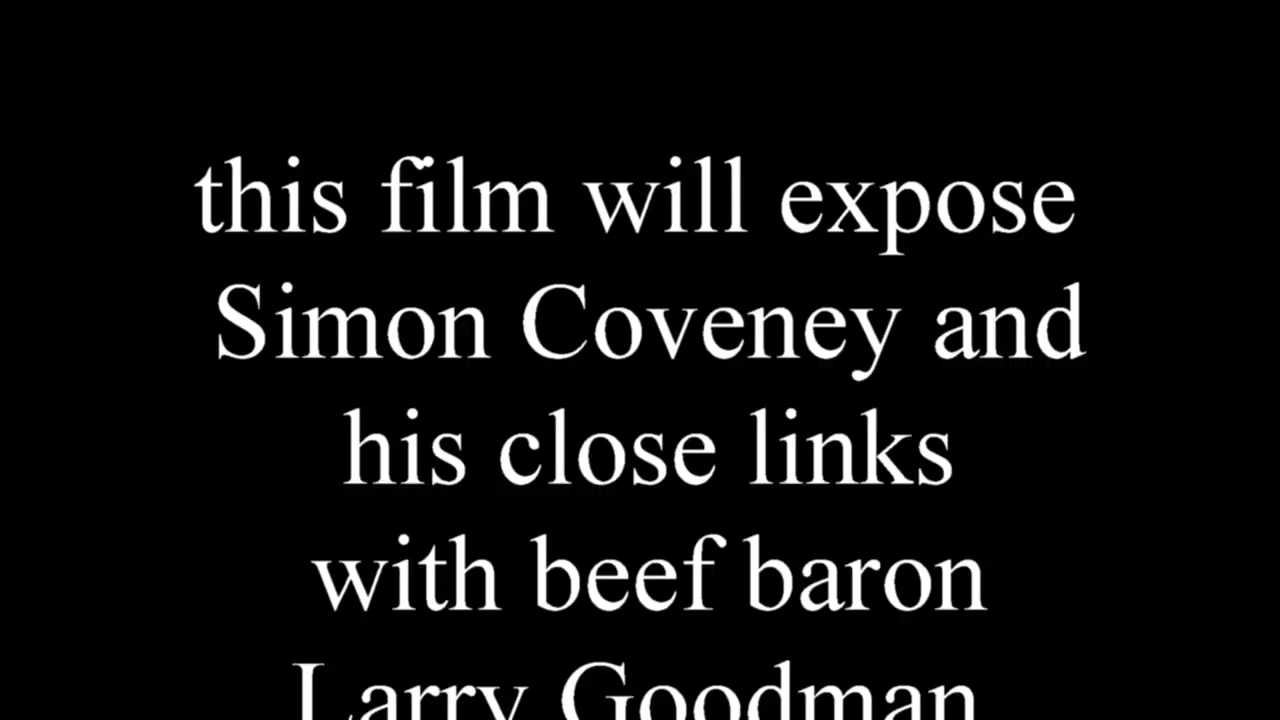 this film will expose
Simon Coveney and
his close links
with beef baron
Larry Goodman